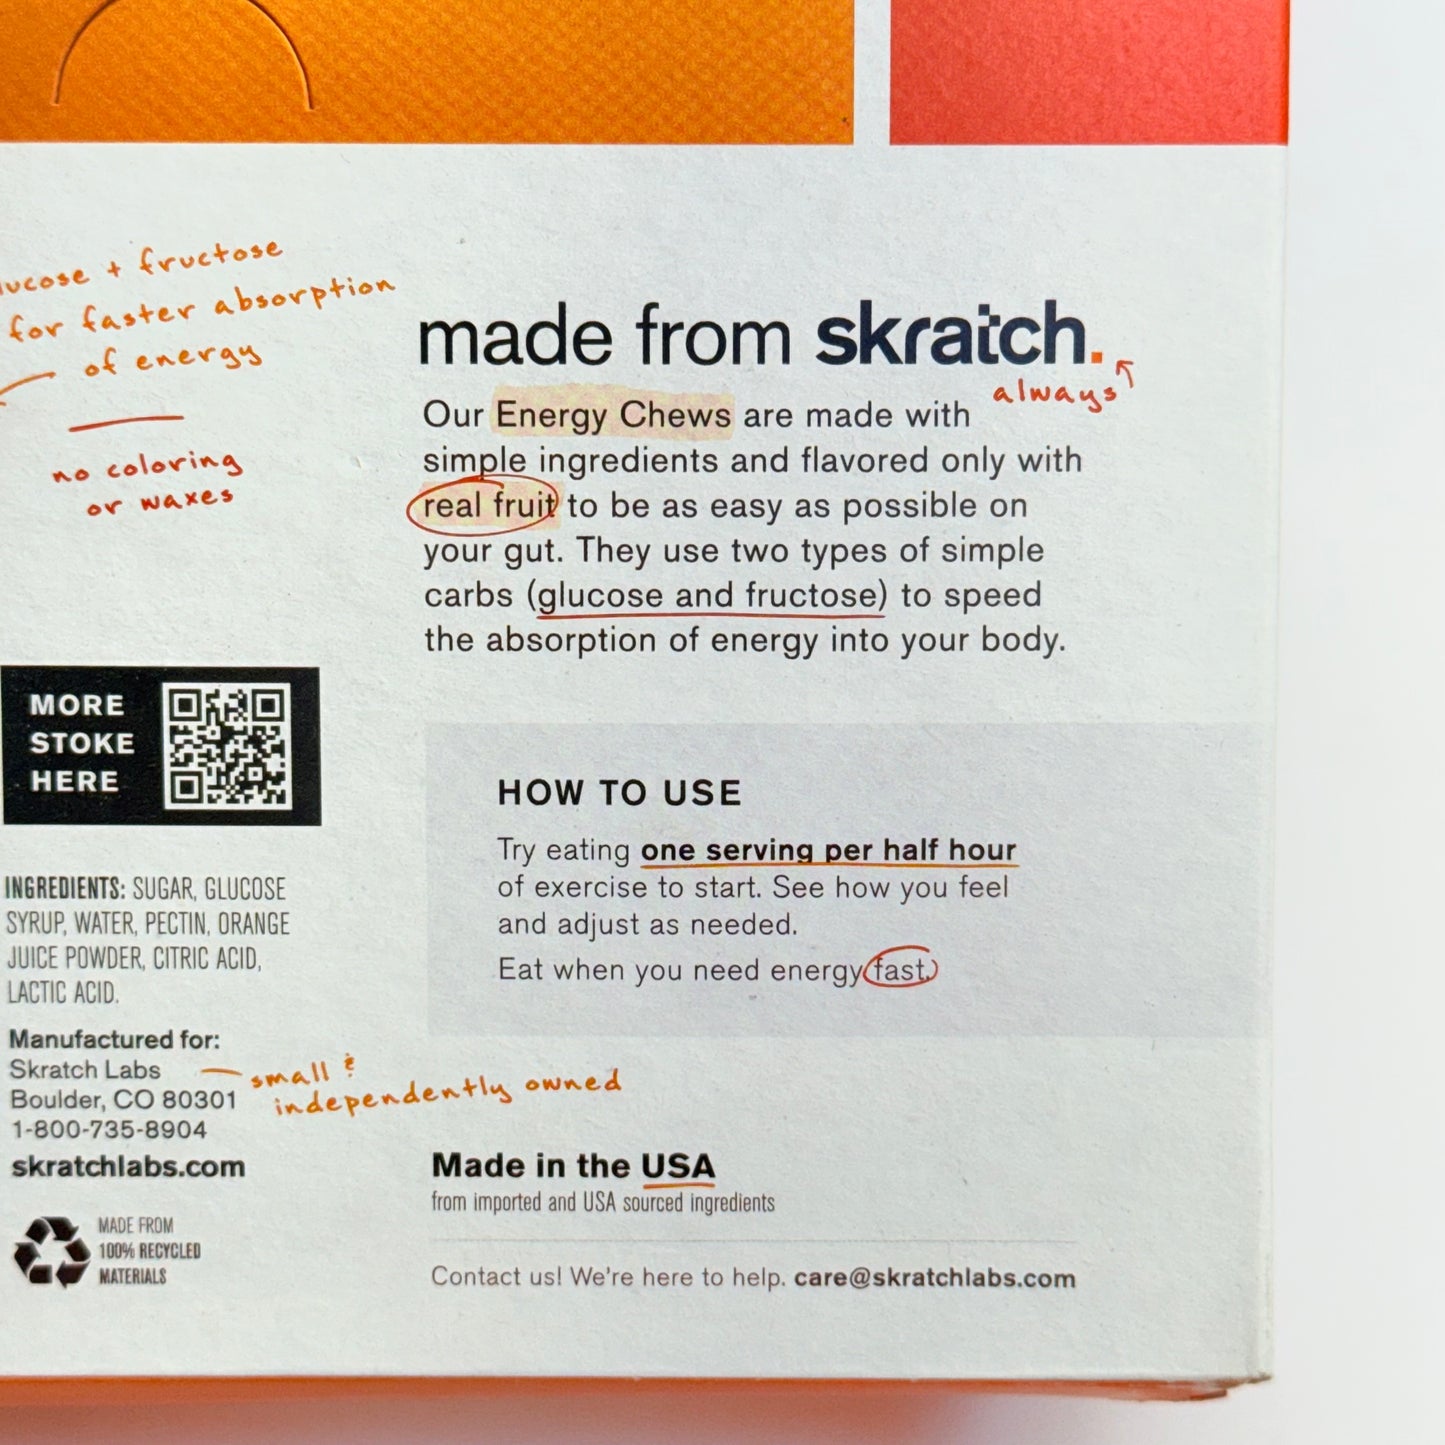 lucose + fructose
for faster absorption
of energy
no coloring
or waxes
made from skratch.
always
Our Energy Chews are made with
simple ingredients and flavored only with
real fruit to be as easy as possible on
your gut. They use two types of simple
carbs (glucose and fructose) to speed
the absorption of energy into your body.
MORE
STOKE
HERE
HOW TO USE
Try eating one serving per half hour
of exercise to start. See how you feel
and adjust as needed.
Eat when you need energy fast.
INGREDIENTS: SUGAR, GLUCOSE
SYRUP, WATER, PECTIN, ORANGE
JUICE POWDER, CITRIC ACID,
LACTIC ACID.
Manufactured for:
Skratch Labs
Boulder, CO 80301
1-800-735-8904
skratchlabs.com
small &
independently owned
MADE FROM
100% RECYCLED
MATERIALS
Made in the USA
from imported and USA sourced ingredients
Contact us! We're here to help. care@skratchlabs.com